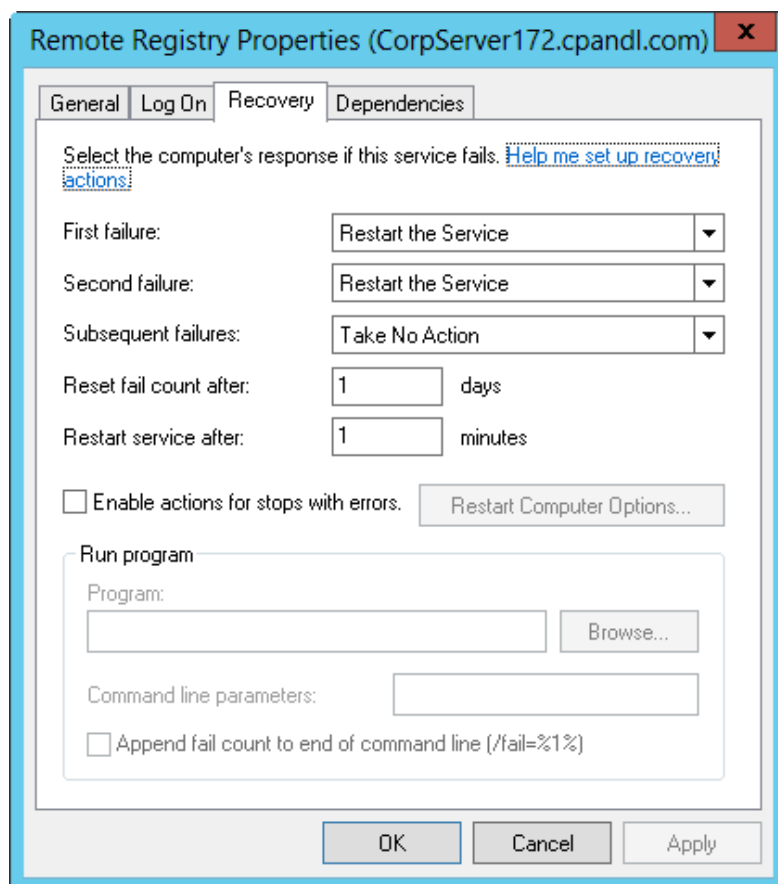 Remote Registry Properties (CorpServer172.cpandl.com) x
General Log On Recovery Dependencies
Select the computer's response if this service fails. Help me set up recovery
actions.
First failure: Restart the Service
Second failure: Restart the Service
Subsequent failures: Take No Action
Reset fail count after: 1 days
Restart service after: 1 minutes
Enable actions for stops with errors. Restart Computer Options...
Run program
Program:
Browse...
Command line parameters:
Append fail count to end of command line (/fail=%1%)
OK Cancel Apply